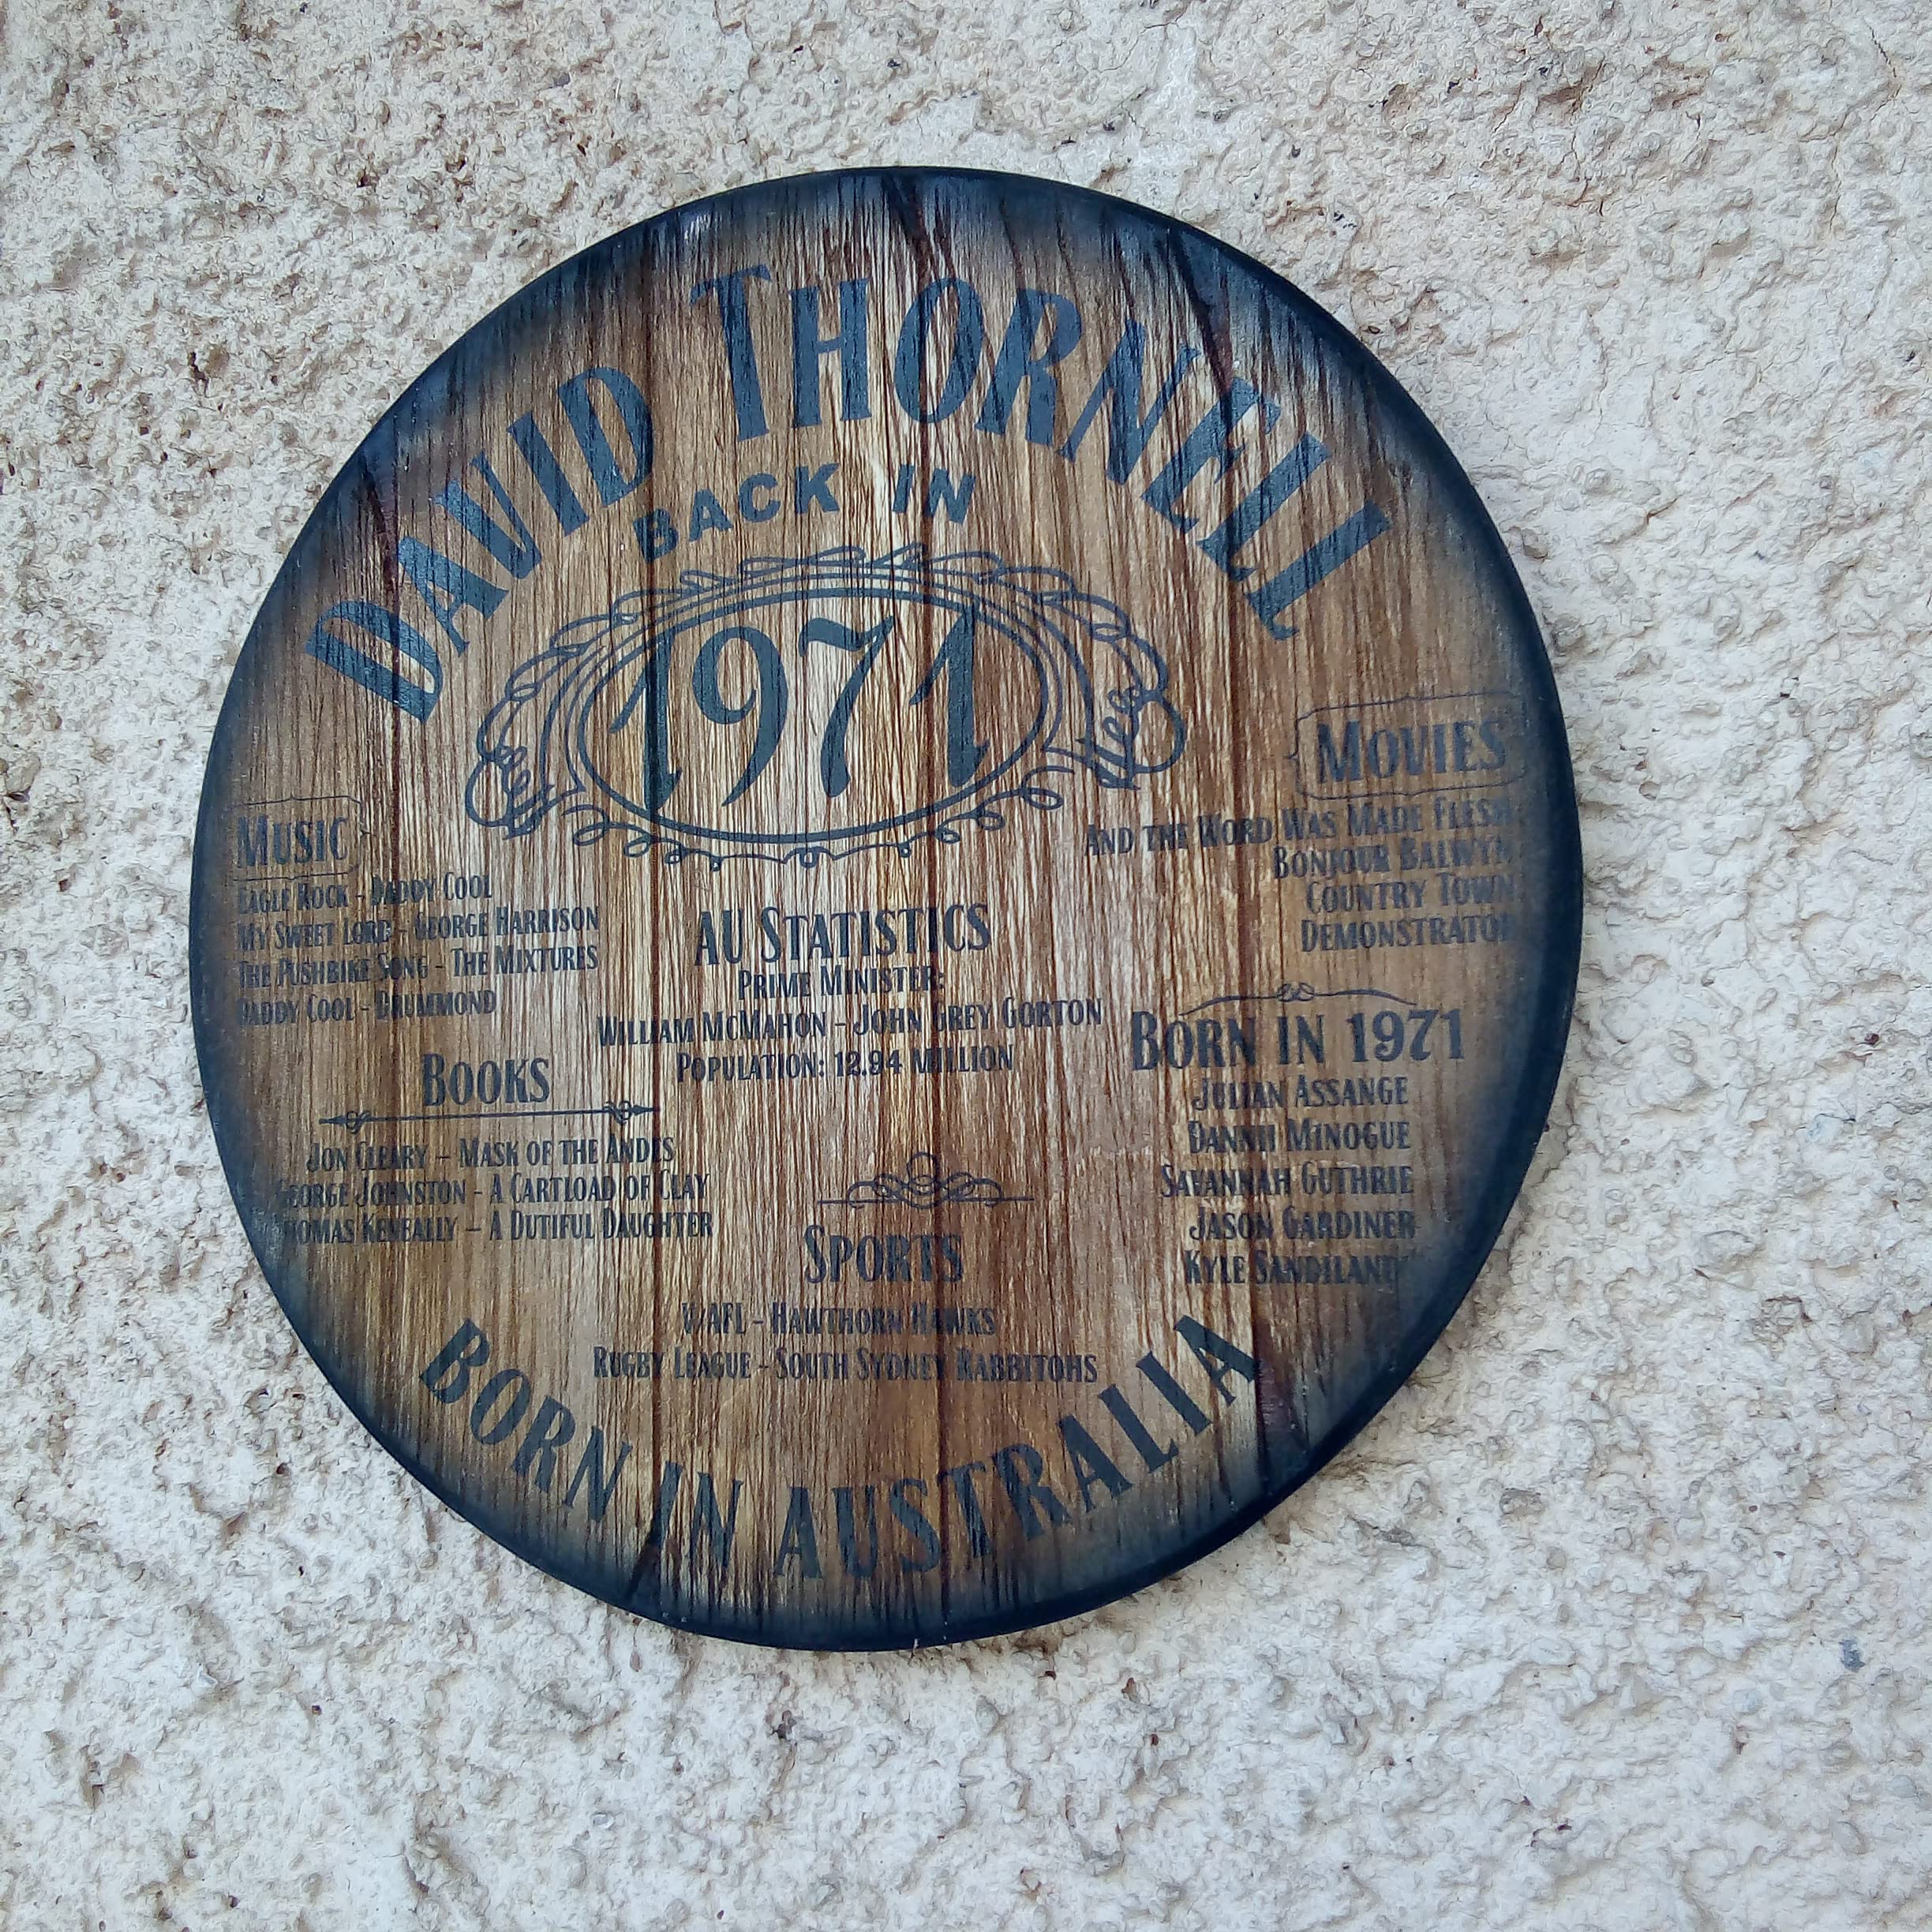 DAVID THORNELL
BACK IN
1971
MUSIC
EAGLE ROCK - DADDY COOL
MY SWEET LORD - GEORGE HARRISON
THE PUSHBIKE SONG - THE MIXTURES
DADDY COOL - DRUMMOND
MOVIES
AND THE WORD WAS MADE FLESH
BONJOUR BALWYN
COUNTRY TOWN
DEMONSTRATOR
AU STATISTICS
PRIME MINISTER:
WILLIAM MCMAHON - JOHN GREY GORTON
POPULATION: 12.94 MILLION
BOOKS
JON CLEARY – MASK OF THE ANDES
GEORGE JOHNSTON - A CARTLOAD OF CLAY
THOMAS KENEALLY – A DUTIFUL DAUGHTER
BORN IN 1971
JULIAN ASSANGE
DANNII MINOGUE
SAVANNAH GUTHRIE
JASON GARDINER
KYLE SANDILANDS
SPORTS
AFL - HAWTHORN HAWKS
RUGBY LEAGUE - SOUTH SYDNEY RABBITOHS
BORN IN AUSTRALIA